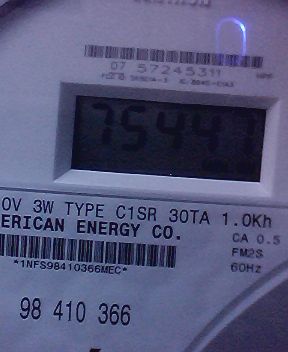 07 57245311
75447
0V 3W TYPE C1SR 30TA 1.0Kh
ERICAN ENERGY CO.
CA 0.5
FM2S
*1NFS98410366MEC*
60Hz
98 410 366